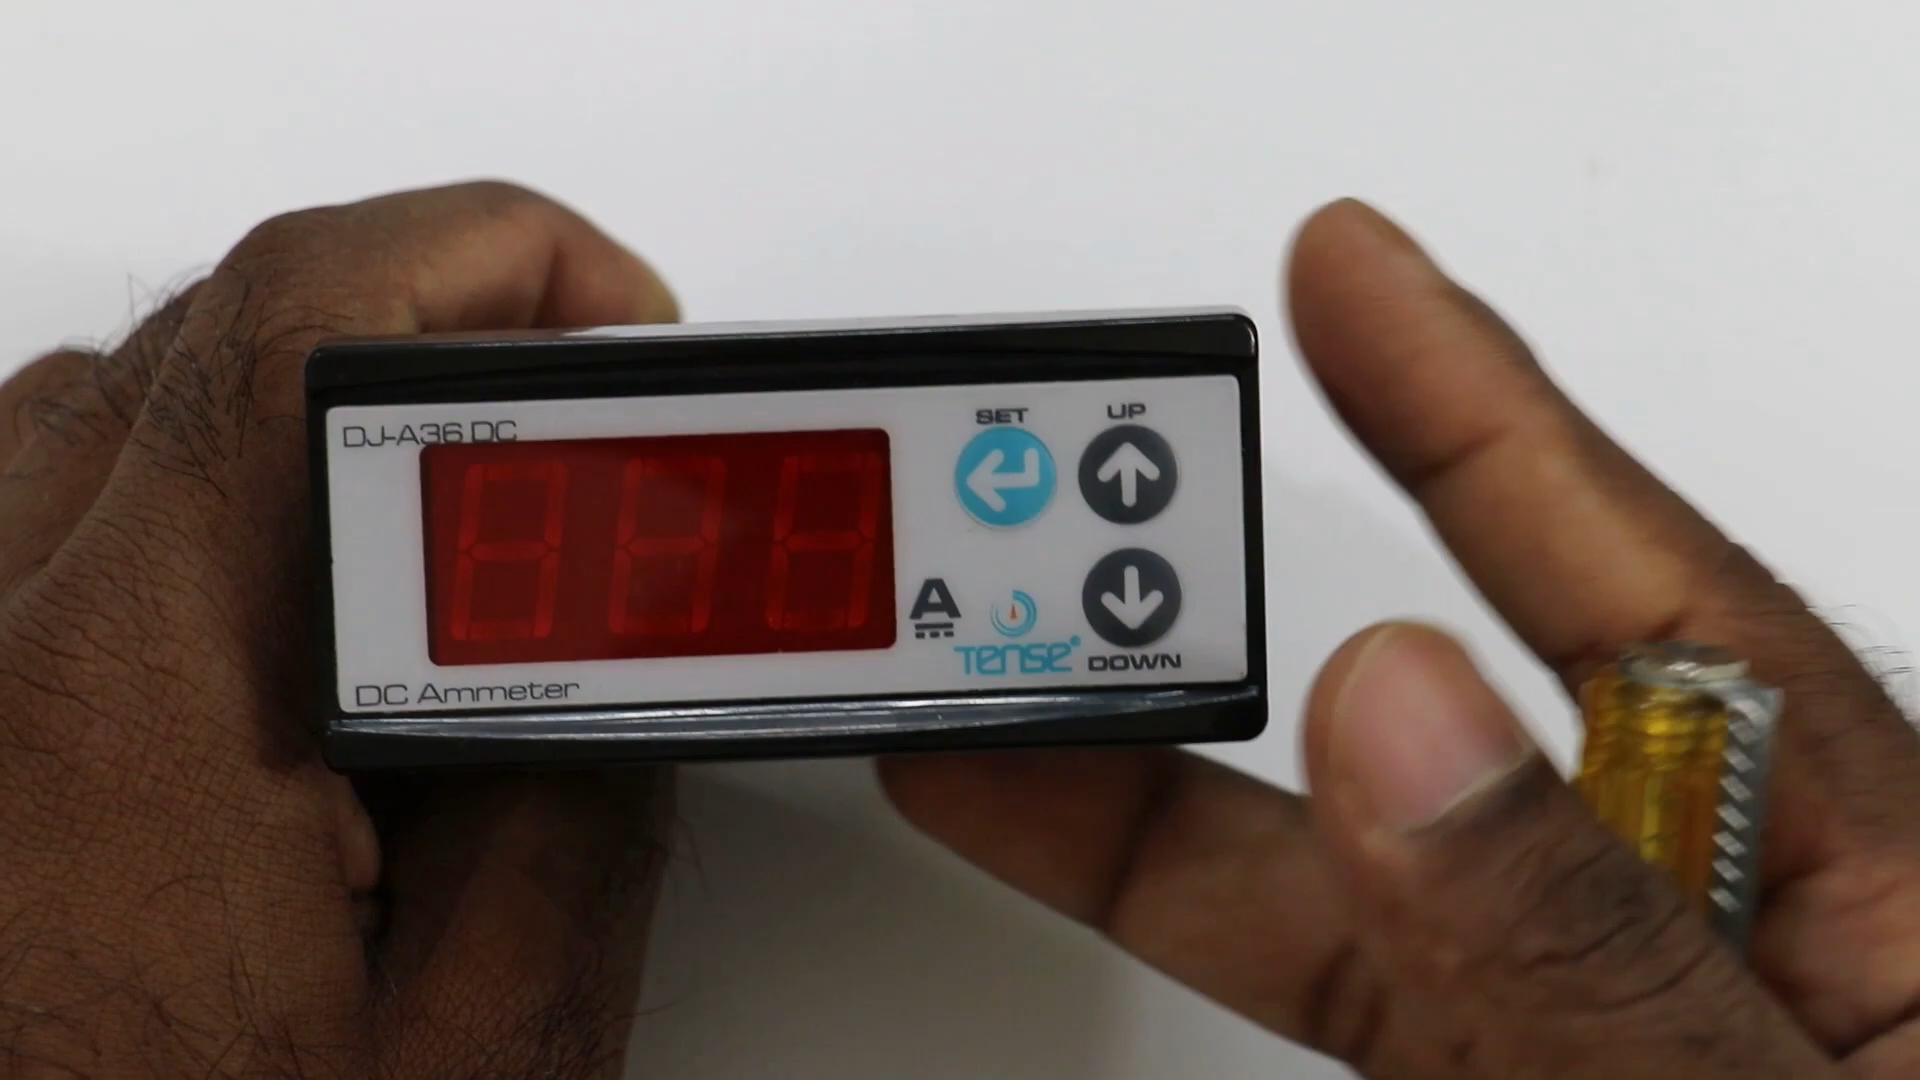 DJ-A36 DC
SET
UP
A
TENSE®
DOWN
DC Ammeter